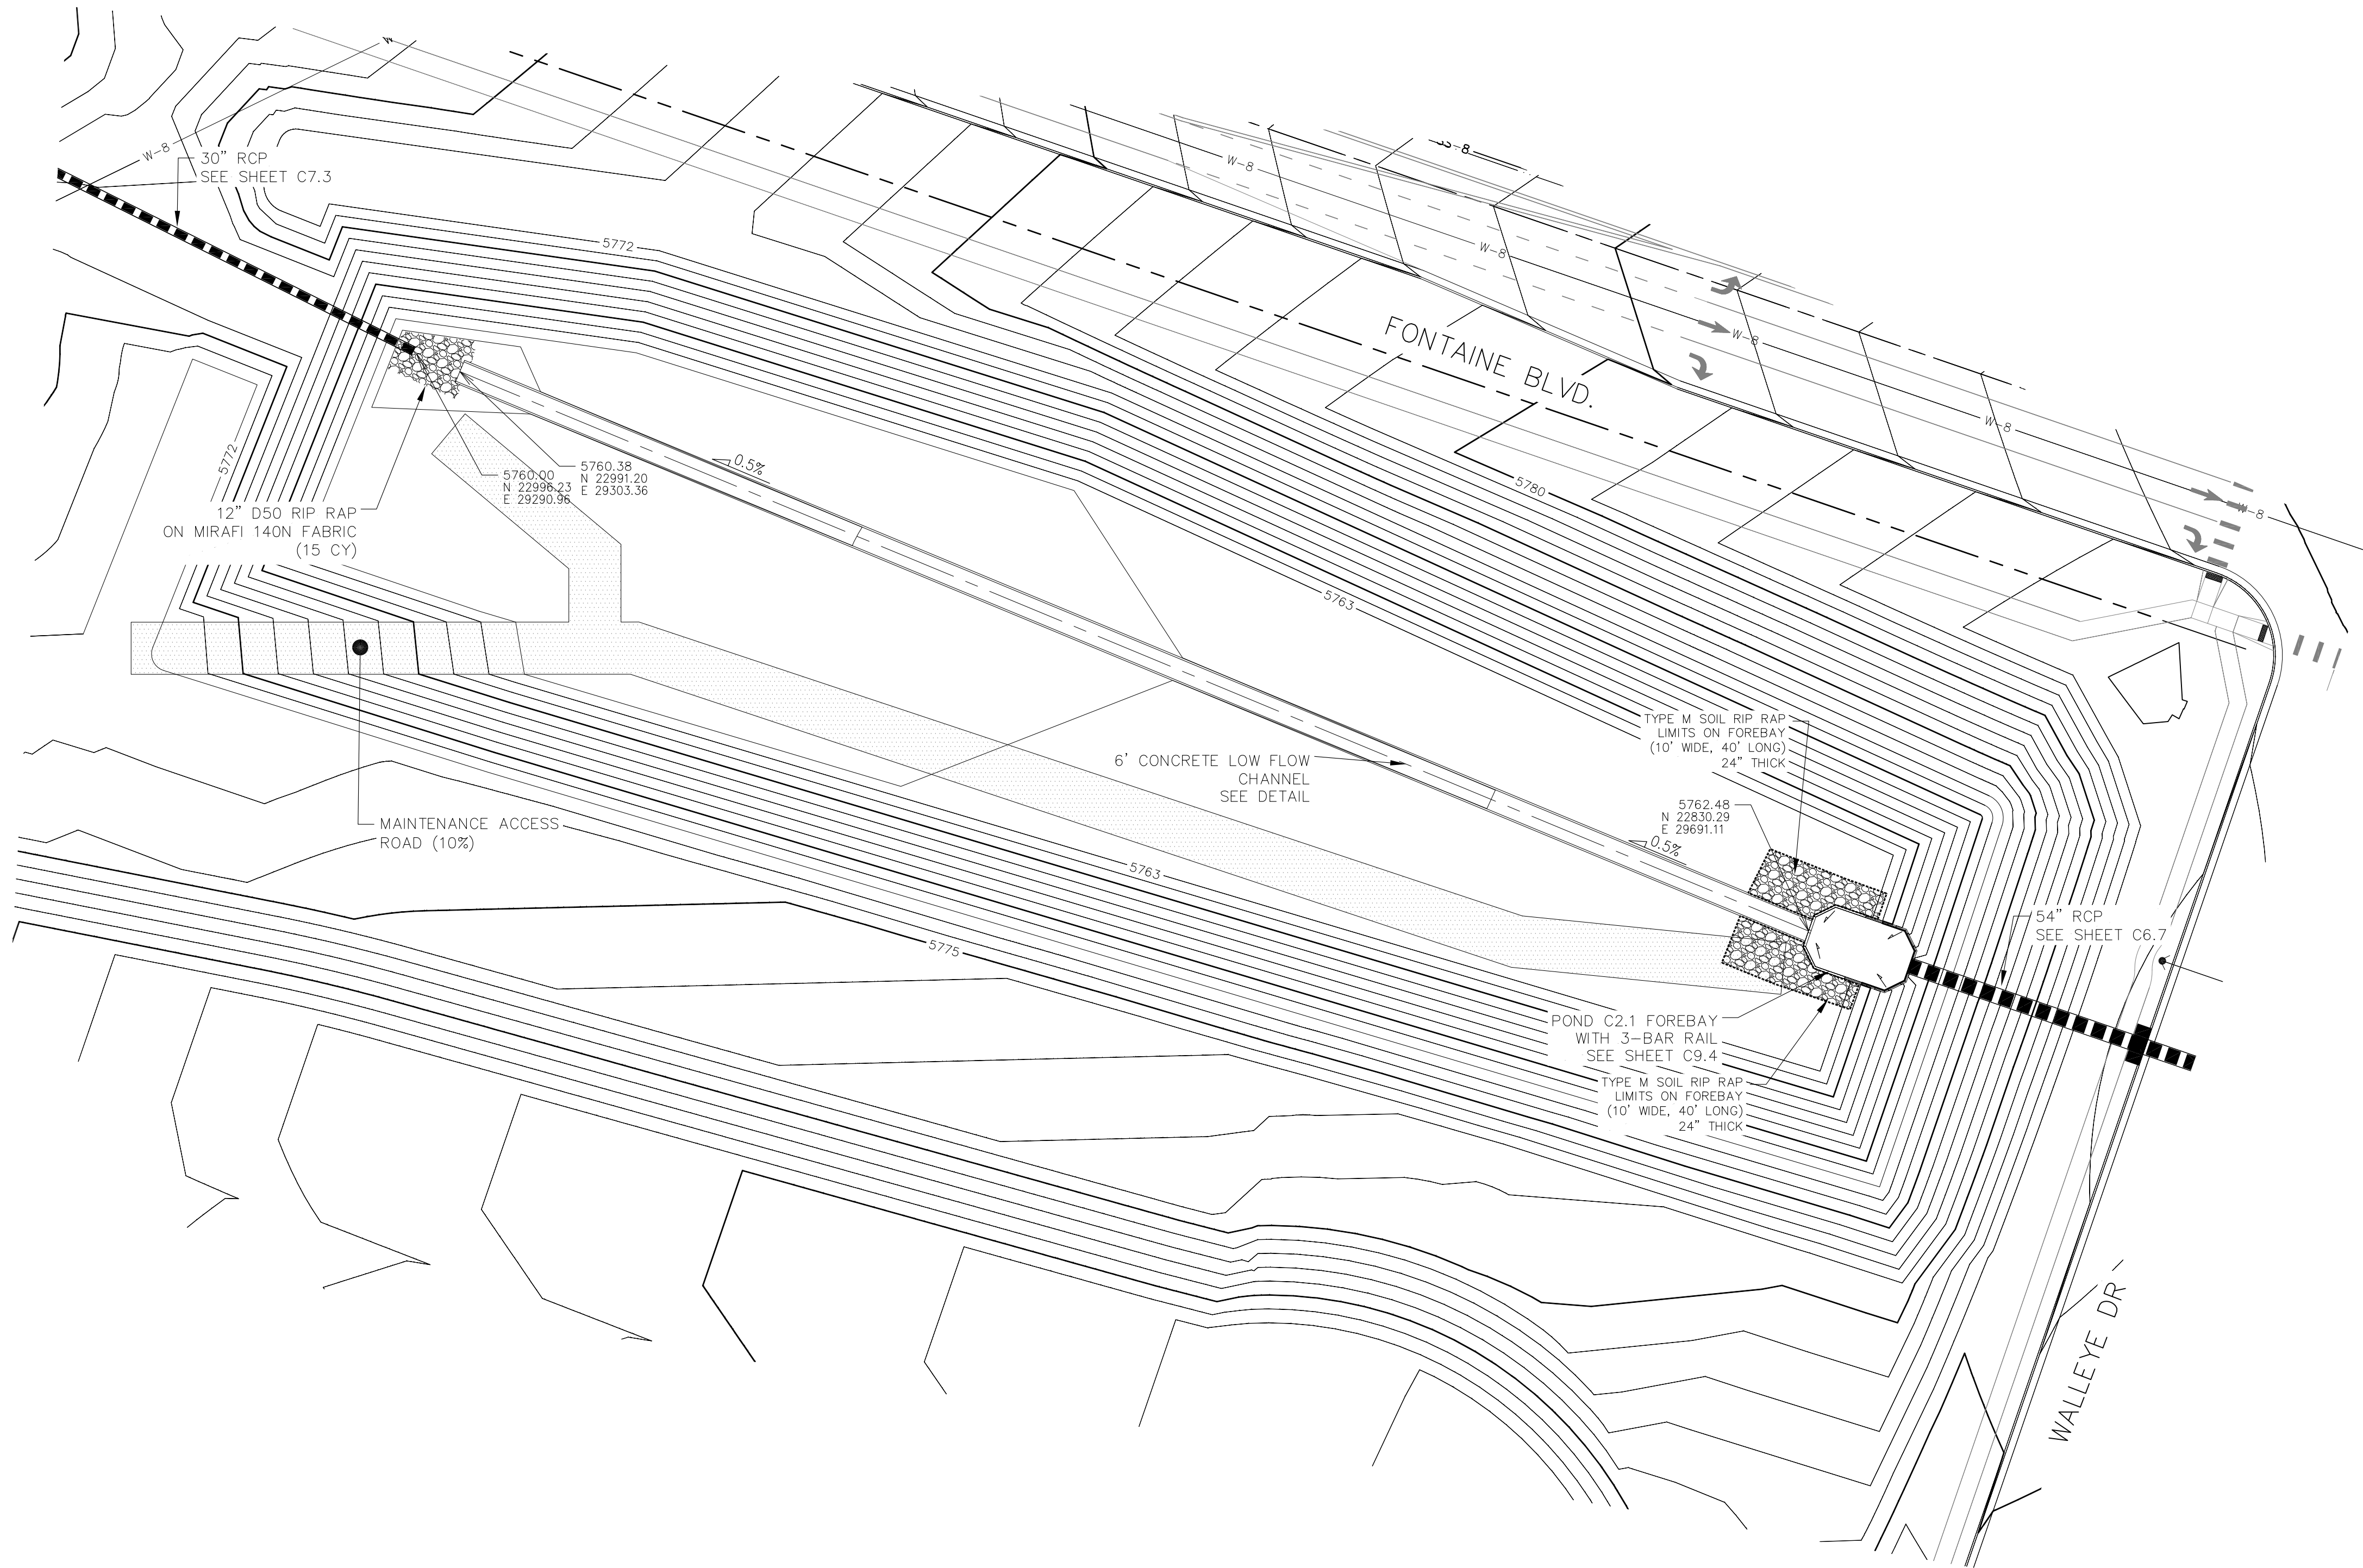 W
W-8
30" RCP
SEE SHEET C7.3
SS-8
W-8
W-8
W-8
W-8
W-8
5772
FONTAINE BLVD.
5772
0.5%
5760.00
N 22996.23
E 29290.96
5760.38
N 22991.20
E 29303.36
5780
12" D50 RIP RAP
ON MIRAFI 140N FABRIC
(15 CY)
5763
TYPE M SOIL RIP RAP
LIMITS ON FOREBAY
(10' WIDE, 40' LONG)
24" THICK
6' CONCRETE LOW FLOW
CHANNEL
SEE DETAIL
5762.48
N 22830.29
E 29691.11
0.5%
MAINTENANCE ACCESS
ROAD (10%)
5763
5775
54" RCP
SEE SHEET C6.7
POND C2.1 FOREBAY
WITH 3-BAR RAIL
SEE SHEET C9.4
TYPE M SOIL RIP RAP
LIMITS ON FOREBAY
(10' WIDE, 40' LONG)
24" THICK
WALLEYE DR